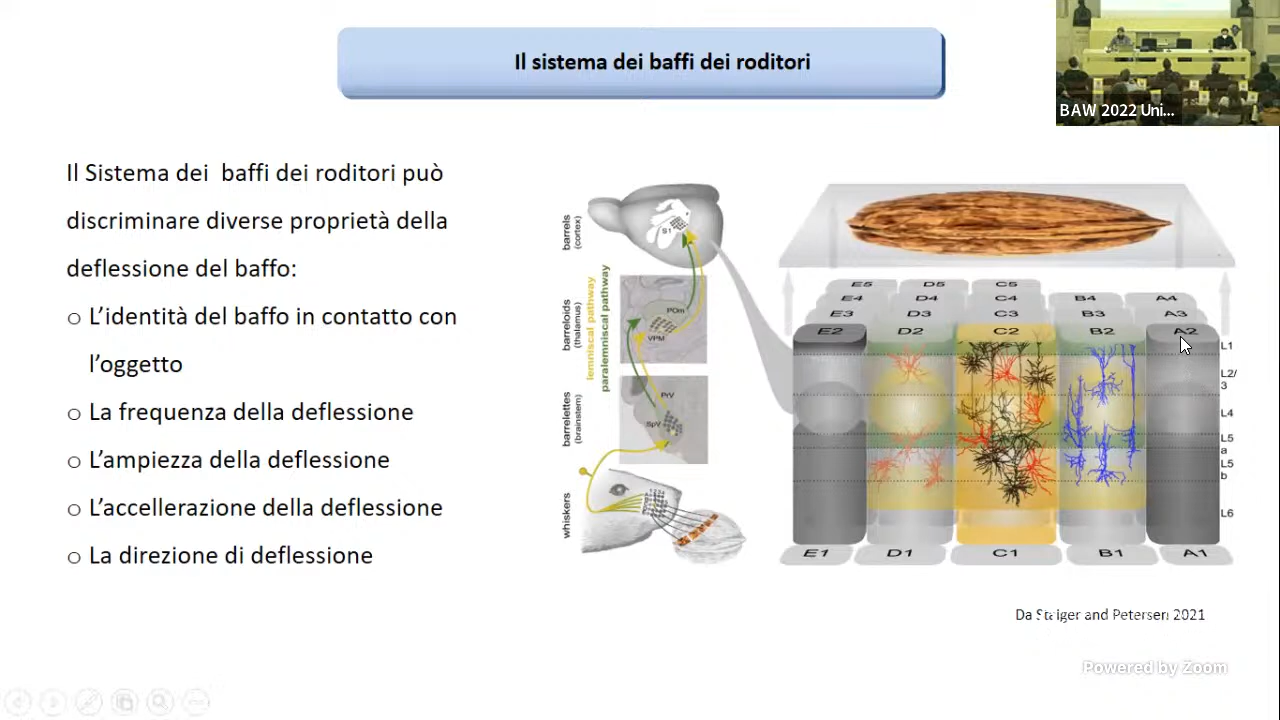 Il sistema dei baffi dei roditori
BAW 2022 Uni...
Il Sistema dei baffi dei roditori può
discriminare diverse proprietà della
deflessione del baffo:
L'identità del baffo in contatto con
l'oggetto
La frequenza della deflessione
L'ampiezza della deflessione
L'accellerazione della deflessione
La direzione di deflessione
barrels
(cortex)
S1
barreloids
(thalamus)
lemniscal pathway
paralemniscal pathway
POm
VPM
barrelettes
(brainstem)
PrV
SpV
whiskers
E5 D5 C5
E4 D4 C4 B4 A4
E3 D3 C3 B3 A3
E2 D2 C2 B2 A2
L1
L2/
3
L4
L5
a
L5
b
L6
E1 D1 C1 B1 A1
Da Staiger and Petersen 2021
Powered by Zoom